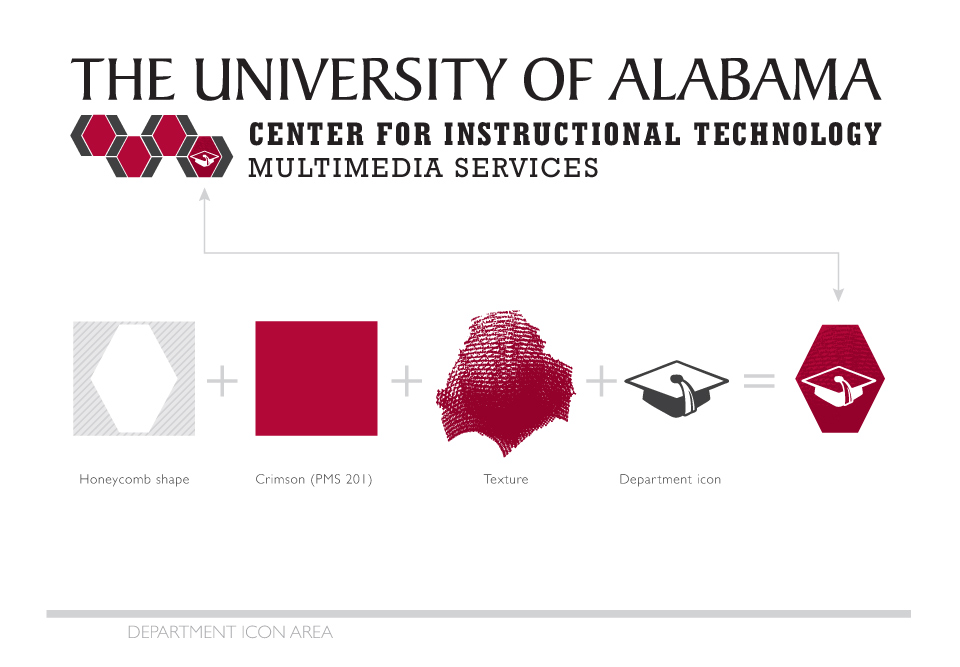 THE UNIVERSITY OF ALABAMA
CENTER FOR INSTRUCTIONAL TECHNOLOGY
MULTIMEDIA SERVICES
Honeycomb shape
Crimson (PMS 201)
Texture
Department icon
DEPARTMENT ICON AREA